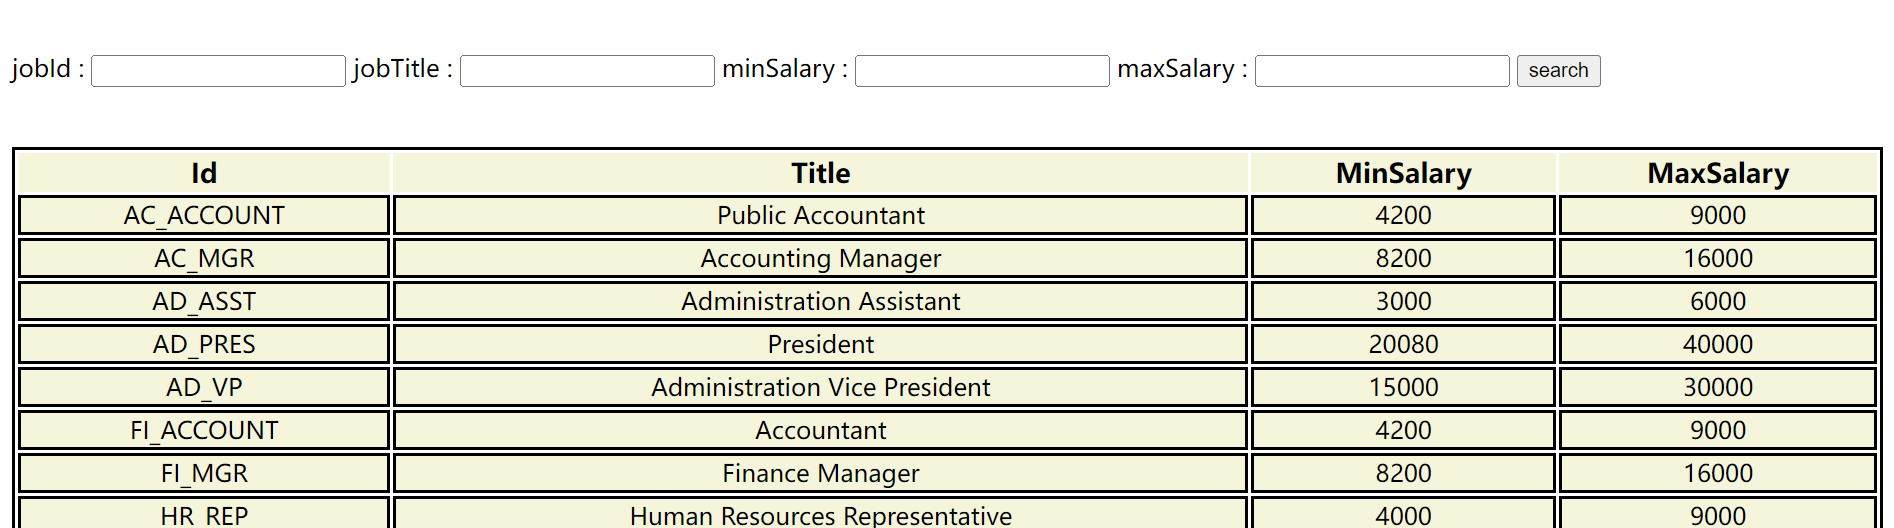 jobId : jobTitle : minSalary : maxSalary : search
Id Title MinSalary MaxSalary
AC_ACCOUNT Public Accountant 4200 9000
AC_MGR Accounting Manager 8200 16000
AD_ASST Administration Assistant 3000 6000
AD_PRES President 20080 40000
AD_VP Administration Vice President 15000 30000
FI_ACCOUNT Accountant 4200 9000
FI_MGR Finance Manager 8200 16000
HR_REP Human Resources Representative 4000 9000